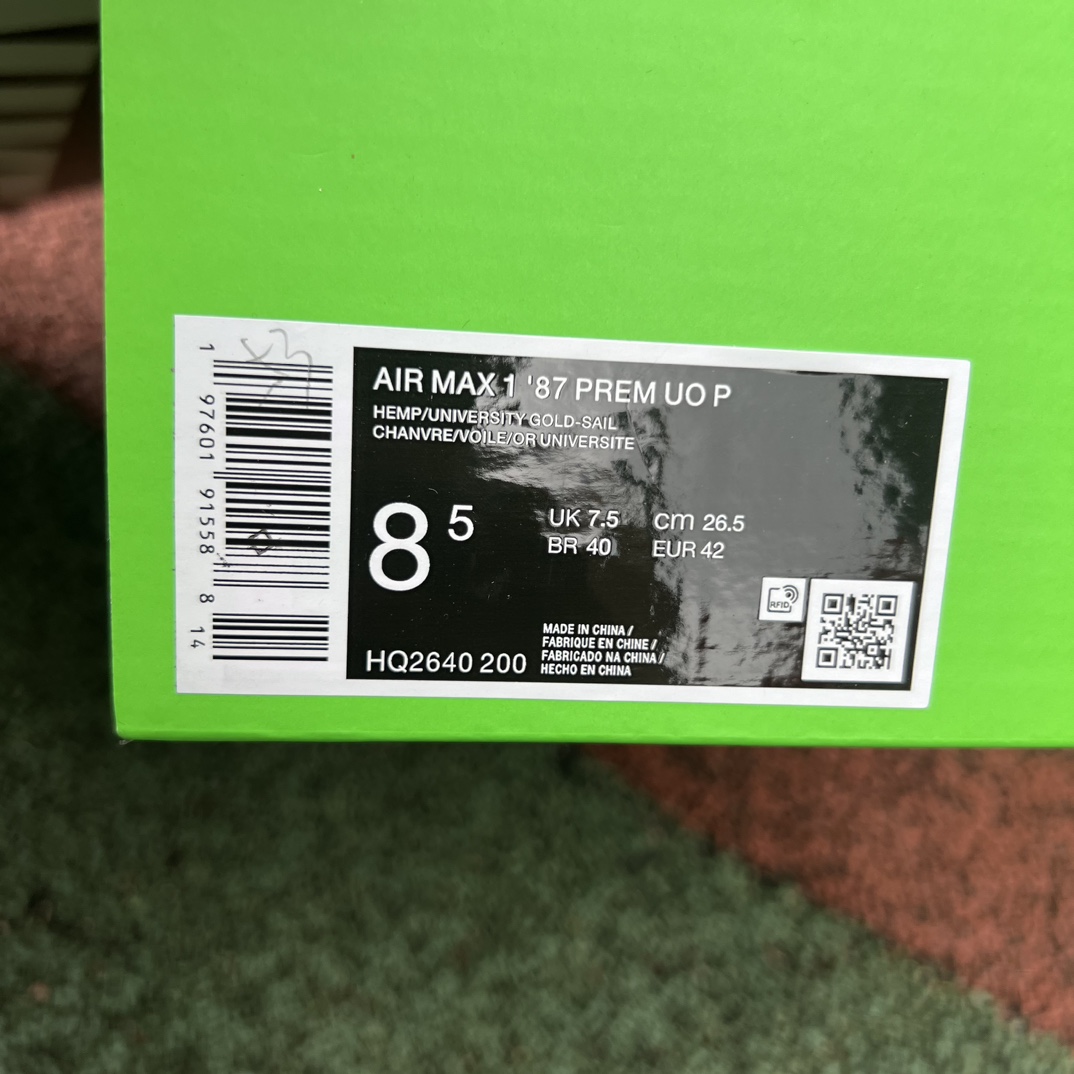 AIR MAX 1 '87 PREM UO P
HEMP/UNIVERSITY GOLD-SAIL
CHANVRE/VOILE/OR UNIVERSITE
8 5
UK 7.5 cm 26.5
BR 40 EUR 42
RFID
MADE IN CHINA /
FABRIQUE EN CHINE /
FABRICADO NA CHINA /
HECHO EN CHINA
HQ2640 200
1 97601 91558 8 14